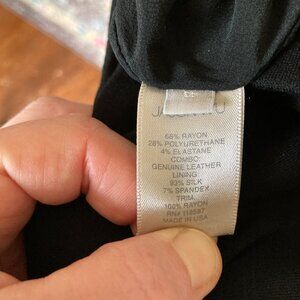 68% RAYON
28% POLYURETHANE
4% ELASTANE
COMBO:
GENUINE LEATHER
LINING:
93% SILK
7% SPANDEX
TRIM:
100% RAYON
RN# 118587
MADE IN USA